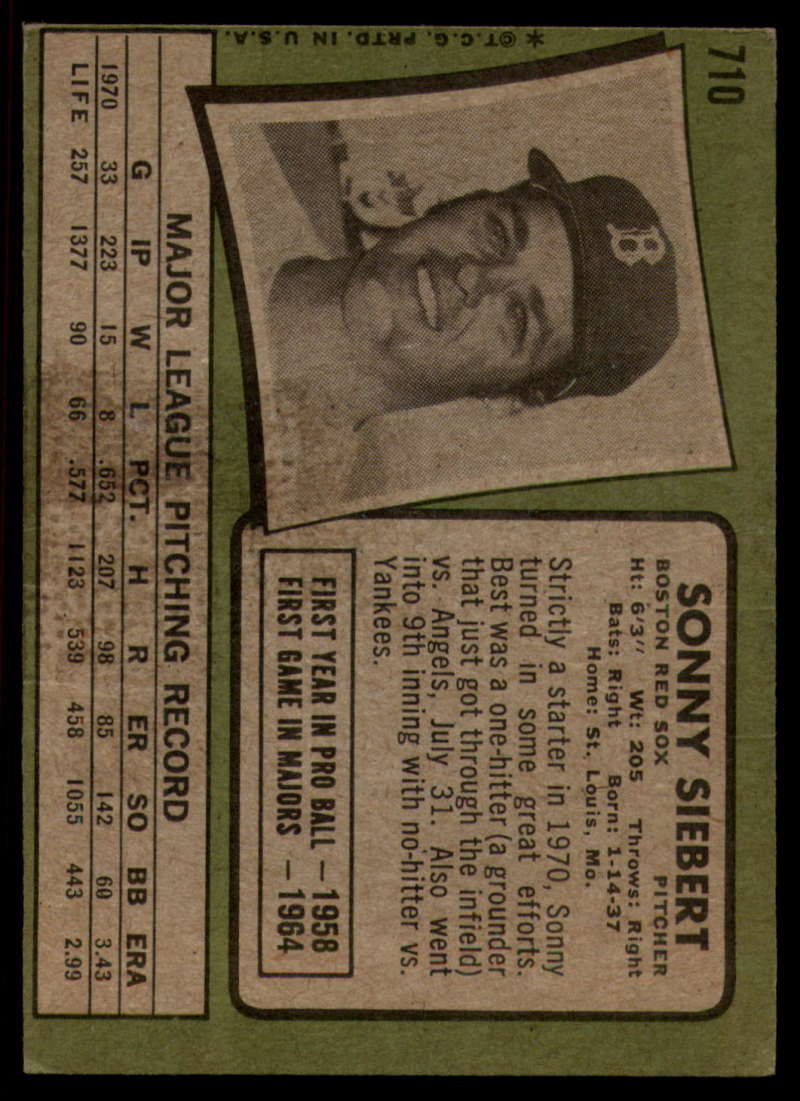 710
SONNY SIEBERT
BOSTON RED SOX PITCHER
Ht: 6'3" Wt: 205 Throws: Right
Bats: Right Born: 1-14-37
Home: St. Louis, Mo.
Strictly a starter in 1970, Sonny
turned in some great efforts.
Best was a one-hitter (a grounder
that just got through the infield)
vs. Angels, July 31. Also went
into 9th inning with no-hitter vs.
Yankees.
FIRST YEAR IN PRO BALL — 1958
FIRST GAME IN MAJORS — 1964
B
MAJOR LEAGUE PITCHING RECORD
G IP W L PCT. H R ER SO BB ERA
1970 33 223 15 8 .652 207 98 85 142 60 3.43
LIFE 257 1377 90 66 .577 1123 539 458 1055 443 2.99
*©T.C.G. PRTD. IN U.S.A.